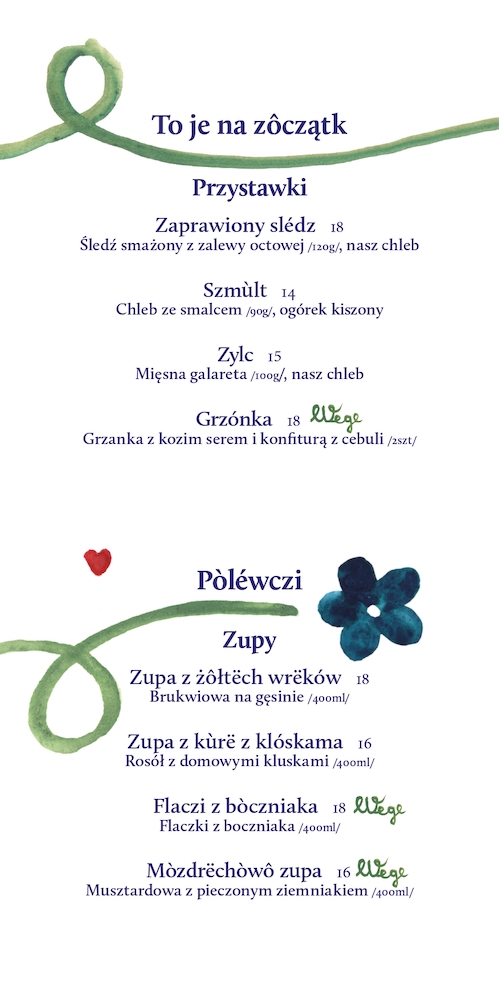 To je na zôczątk
Przystawki
Zaprawiony slédz 18
Śledź smażony z zalewy octowej /120g/, nasz chleb
Szmùlt 14
Chleb ze smalcem /90g/, ogórek kiszony
Zylc 15
Mięsna galareta /100g/, nasz chleb
Grzónka 18 Wege
Grzanka z kozim serem i konfiturą z cebuli /2szt/
Pòléwczi
Zupy
Zupa z żôłtëch wrëków 18
Brukwiowa na gęsinie /400ml/
Zupa z kùrë z klóskama 16
Rosół z domowymi kluskami /400ml/
Flaczi z bòczniaka 18 Wege
Flaczki z boczniaka /400ml/
Mòzdrëchòwô zupa 16 Wege
Musztardowa z pieczonym ziemniakiem /400ml/